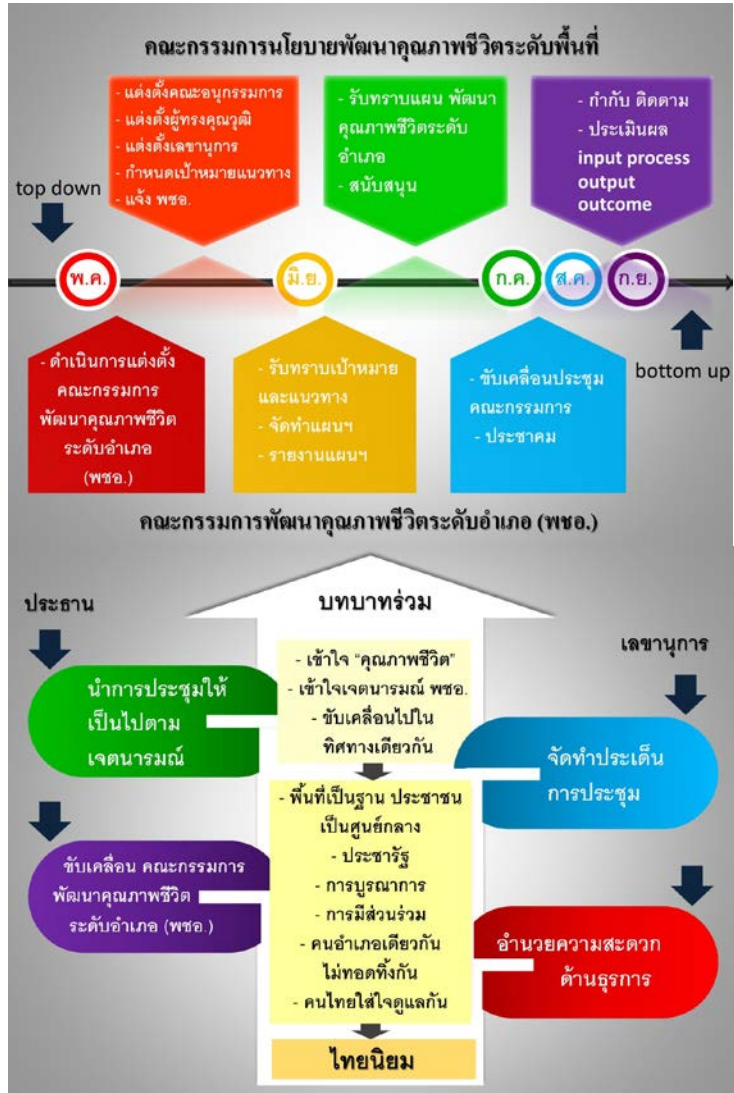 คณะกรรมการนโยบายพัฒนาคุณภาพชีวิตระดับพื้นที่
- แต่งตั้งคณะอนุกรรมการ
- แต่งตั้งผู้ทรงคุณวุฒิ
- แต่งตั้งเลขานุการ
- กำหนดเป้าหมายแนวทาง
- แจ้ง พชอ.
- รับทราบแผน พัฒนา
คุณภาพชีวิตระดับ
อำเภอ
- สนับสนุน
- กำกับ ติดตาม
- ประเมินผล
input process
output
outcome
top down
พ.ค.
มิ.ย.
ก.ค.
ส.ค.
ก.ย.
bottom up
- ดำเนินการแต่งตั้ง
คณะกรรมการ
พัฒนาคุณภาพชีวิต
ระดับอำเภอ
(พชอ.)
- รับทราบเป้าหมาย
และแนวทาง
- จัดทำแผนฯ
- รายงานแผนฯ
- ขับเคลื่อนประชุม
คณะกรรมการ
- ประชาคม
คณะกรรมการพัฒนาคุณภาพชีวิตระดับอำเภอ (พชอ.)
ประธาน
นำการประชุมให้
เป็นไปตาม
เจตนารมณ์
ขับเคลื่อน คณะกรรมการ
พัฒนาคุณภาพชีวิต
ระดับอำเภอ (พชอ.)
บทบาทร่วม
- เข้าใจ “คุณภาพชีวิต”
- เข้าใจเจตนารมณ์ พชอ.
- ขับเคลื่อนไปใน
ทิศทางเดียวกัน
- พื้นที่เป็นฐาน ประชาชน
เป็นศูนย์กลาง
- ประชารัฐ
- การบูรณาการ
- การมีส่วนร่วม
- คนอำเภอเดียวกัน
ไม่ทอดทิ้งกัน
- คนไทยใส่ใจดูแลกัน
ไทยนิยม
เลขานุการ
จัดทำประเด็น
การประชุม
อำนวยความสะดวก
ด้านธุรการ